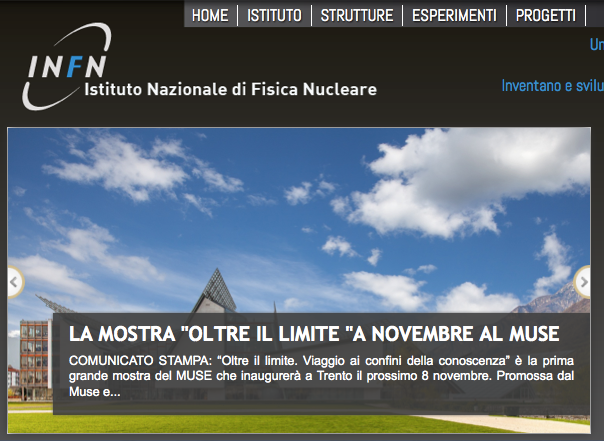 HOME ISTITUTO STRUTTURE ESPERIMENTI PROGETTI
INFN
Istituto Nazionale di Fisica Nucleare
Inventano e
LA MOSTRA "OLTRE IL LIMITE "A NOVEMBRE AL MUSE
COMUNICATO STAMPA: “Oltre il limite. Viaggio ai confini della conoscenza” è la prima
grande mostra del MUSE che inaugurerà a Trento il prossimo 8 novembre. Promossa dal
Muse e...